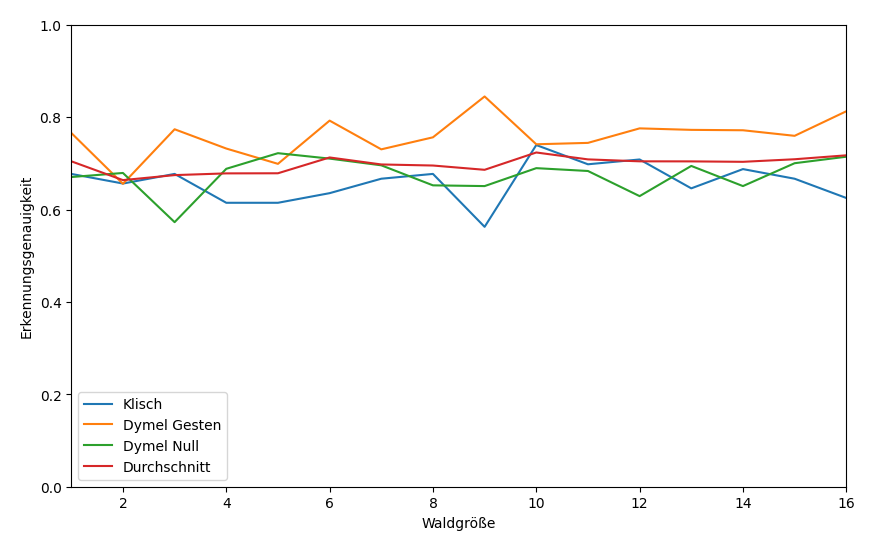 1.0
0.8
0.6
0.4
0.2
0.0
Erkennungsgenauigkeit
Klisch
Dymel Gesten
Dymel Null
Durchschnitt
2 4 6 8 10 12 14 16
Waldgröße